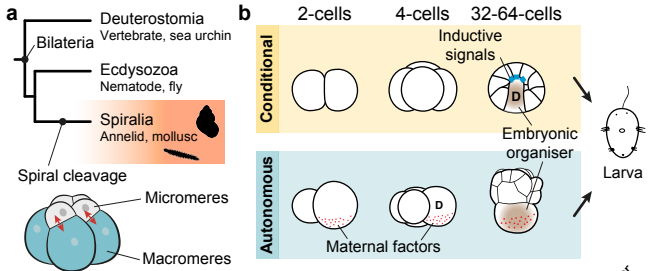 a
Deuterostomia
Vertebrate, sea urchin
Bilateria
Ecdysozoa
Nematode, fly
Spiralia
Annelid, mollusc
Spiral cleavage
Micromeres
Macromeres
b
2-cells
4-cells
32-64-cells
Conditional
Inductive
signals
D
Embryonic
organiser
Autonomous
D
Maternal factors
Larva